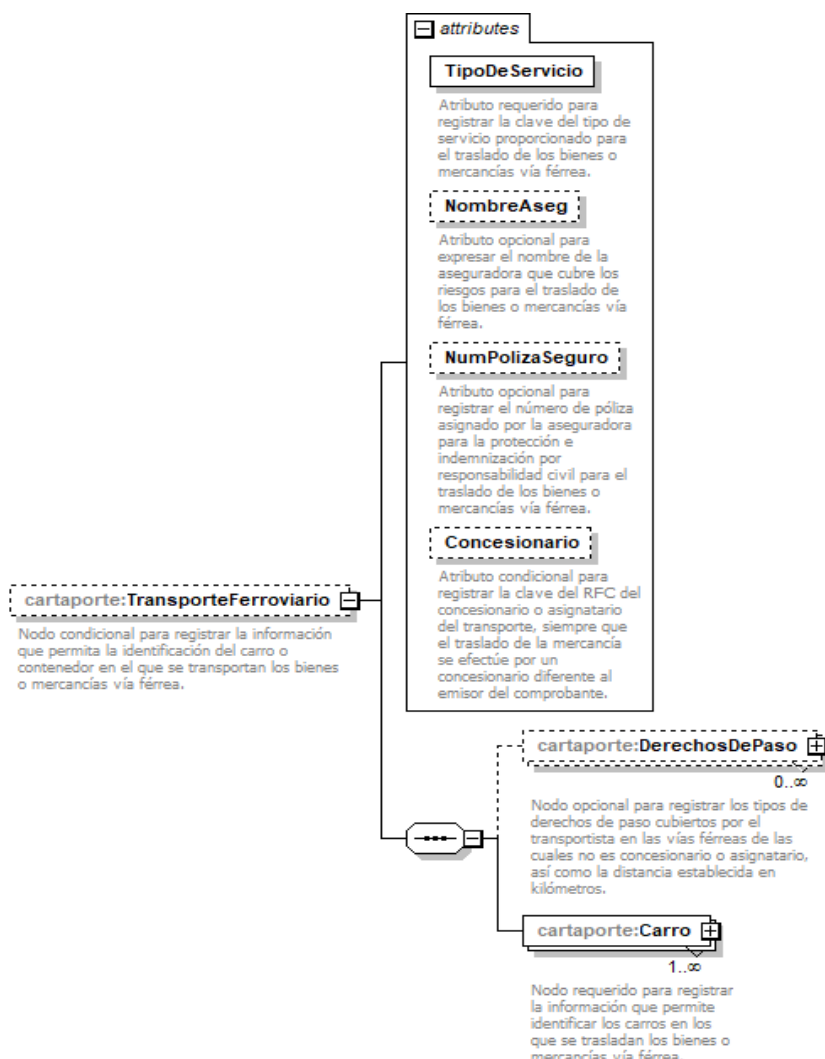 attributes
TipoDeServicio
Atributo requerido para
registrar la clave del tipo de
servicio proporcionado para
el traslado de los bienes o
mercancías vía férrea.
NombreAseg
Atributo opcional para
expresar el nombre de la
aseguradora que cubre los
riesgos para el traslado de
los bienes o mercancías vía
férrea.
NumPolizaSeguro
Atributo opcional para
registrar el número de póliza
asignado por la aseguradora
para la protección e
indemnización por
responsabilidad civil para el
traslado de los bienes o
mercancías vía férrea.
Concesionario
Atributo condicional para
registrar la clave del RFC del
concesionario o asignatario
del transporte, siempre que
el traslado de la mercancía
se efectúe por un
concesionario diferente al
emisor del comprobante.
cartaporte:TransporteFerroviario
Nodo condicional para registrar la información
que permita la identificación del carro o
contenedor en el que se transportan los bienes
o mercancías vía férrea.
cartaporte:DerechosDePaso
0..∞
Nodo opcional para registrar los tipos de
derechos de paso cubiertos por el
transportista en las vías férreas de las
cuales no es concesionario o asignatario,
así como la distancia establecida en
kilómetros.
cartaporte:Carro
1..∞
Nodo requerido para registrar
la información que permite
identificar los carros en los
que se trasladan los bienes o
mercancías vía férrea.